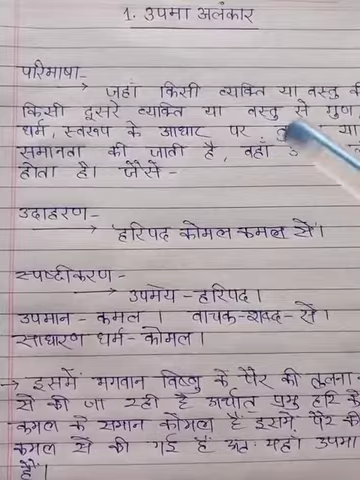 1. उपमा अलंकार
परिभाषा-
जहां किसी व्यक्ति या वस्तु की
किसी दूसरे व्यक्ति या वस्तु से गुण,
धर्म, स्वरूप के आधार पर या
समानता की जाती है, वहाँ
होता है। जैसे -
उदाहरण-
हरिपद कोमल कमल से।
स्पष्टीकरण-
उपमेय - हरिपद।
उपमान - कमल । वाचक-शब्द- से।
साधारण धर्म- कोमल।
→ इसमें भगवान विष्णु के पैर की तुलना
से की जा रही है अर्थात प्रभु हरि के
कमल के समान कोमल हैं इसमें पैर की
कमल से की गई है अतः यहाँ उपमा
है।